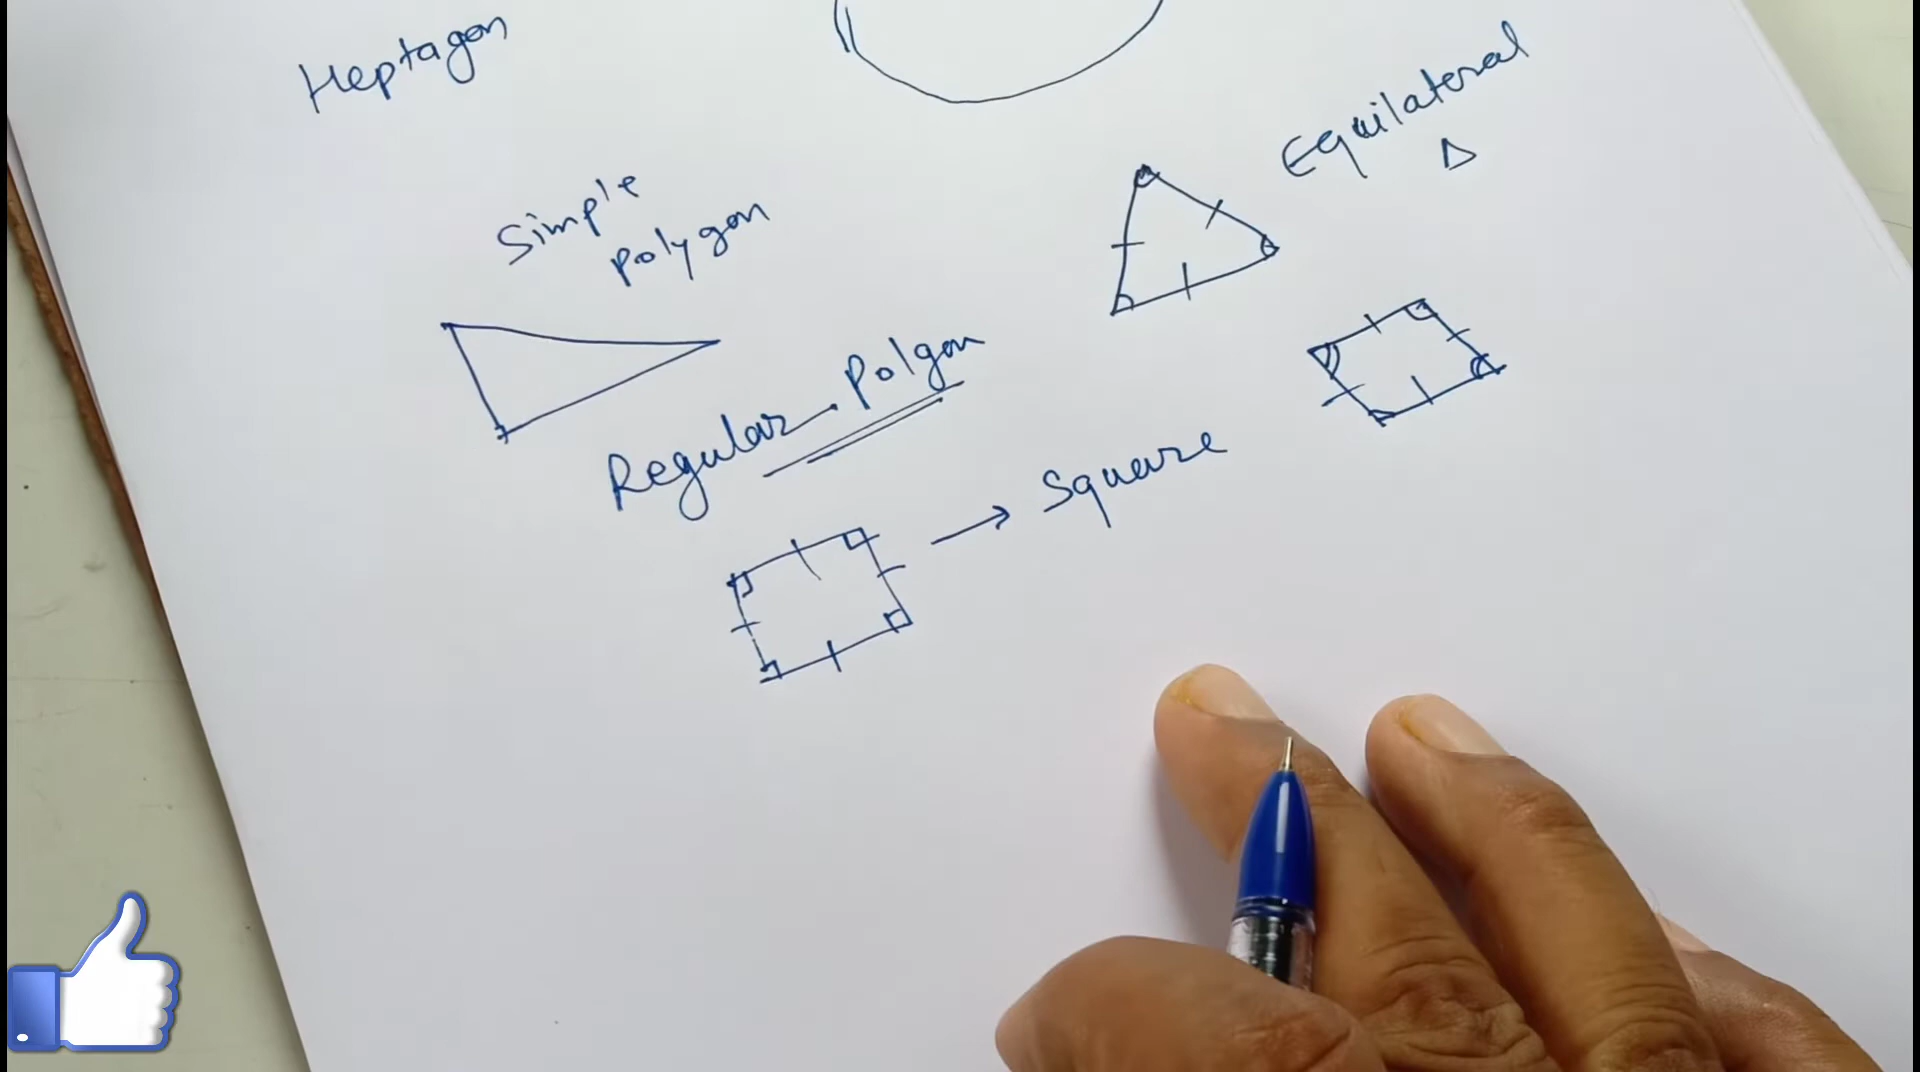 Heptagon
Equilateral
Δ
Simple
polygon
Regular Polgon
Square